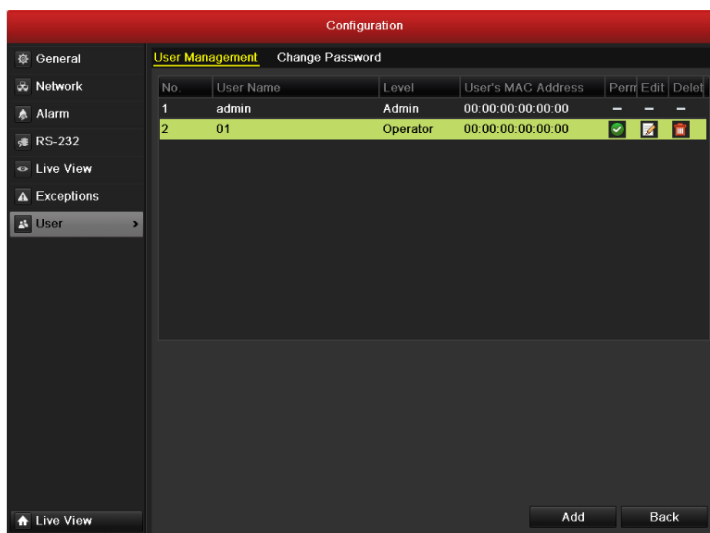 Configuration
General
Network
Alarm
RS-232
Live View
Exceptions
User
Live View
User Management Change Password
No. User Name Level User's MAC Address Perm Edit Delet
1 admin Admin 00:00:00:00:00:00 – – –
2 01 Operator 00:00:00:00:00:00
Add Back